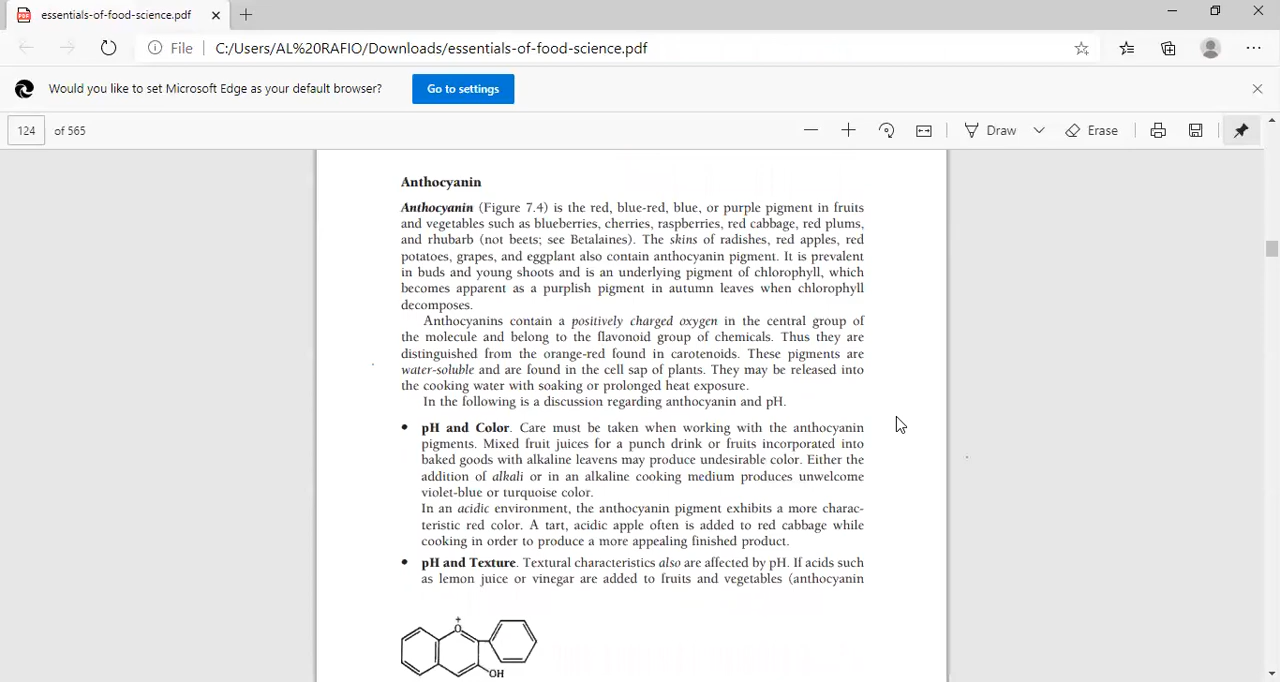 essentials-of-food-science.pdf
File
C:/Users/AL%20RAFIO/Downloads/essentials-of-food-science.pdf
Would you like to set Microsoft Edge as your default browser?
Go to settings
124 of 565
Draw
Erase
Anthocyanin
Anthocyanin (Figure 7.4) is the red, blue-red, blue, or purple pigment in fruits
and vegetables such as blueberries, cherries, raspberries, red cabbage, red plums,
and rhubarb (not beets; see Betalaines). The skins of radishes, red apples, red
potatoes, grapes, and eggplant also contain anthocyanin pigment. It is prevalent
in buds and young shoots and is an underlying pigment of chlorophyll, which
becomes apparent as a purplish pigment in autumn leaves when chlorophyll
decomposes.
Anthocyanins contain a positively charged oxygen in the central group of
the molecule and belong to the flavonoid group of chemicals. Thus they are
distinguished from the orange-red found in carotenoids. These pigments are
water-soluble and are found in the cell sap of plants. They may be released into
the cooking water with soaking or prolonged heat exposure.
In the following is a discussion regarding anthocyanin and pH.
• pH and Color. Care must be taken when working with the anthocyanin
pigments. Mixed fruit juices for a punch drink or fruits incorporated into
baked goods with alkaline leavens may produce undesirable color. Either the
addition of alkali or in an alkaline cooking medium produces unwelcome
violet-blue or turquoise color.
In an acidic environment, the anthocyanin pigment exhibits a more charac-
teristic red color. A tart, acidic apple often is added to red cabbage while
cooking in order to produce a more appealing finished product.
• pH and Texture. Textural characteristics also are affected by pH. If acids such
as lemon juice or vinegar are added to fruits and vegetables (anthocyanin
+
O
OH